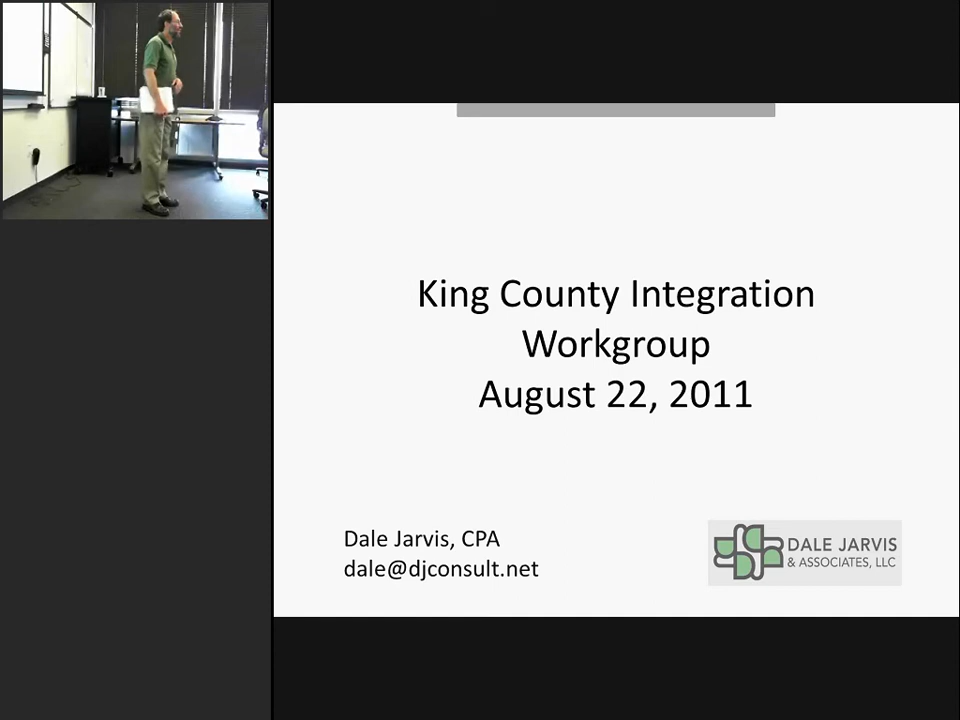 King County Integration
Workgroup
August 22, 2011
Dale Jarvis, CPA
dale@djconsult.net
DALE JARVIS
& ASSOCIATES, LLC